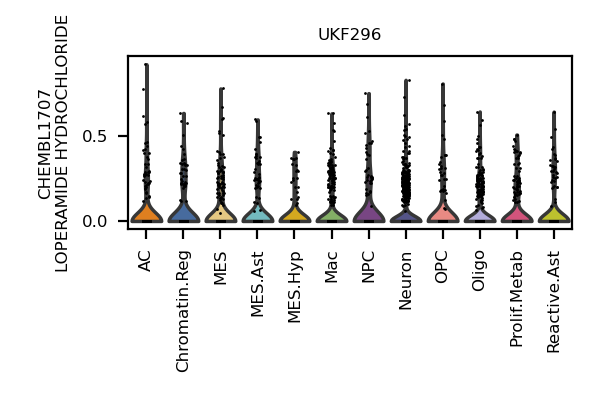 UKF296
CHEMBL1707
LOPERAMIDE HYDROCHLORIDE
0.5
0.0
AC
Chromatin.Reg
MES
MES.Ast
MES.Hyp
Mac
NPC
Neuron
OPC
Oligo
Prolif.Metab
Reactive.Ast